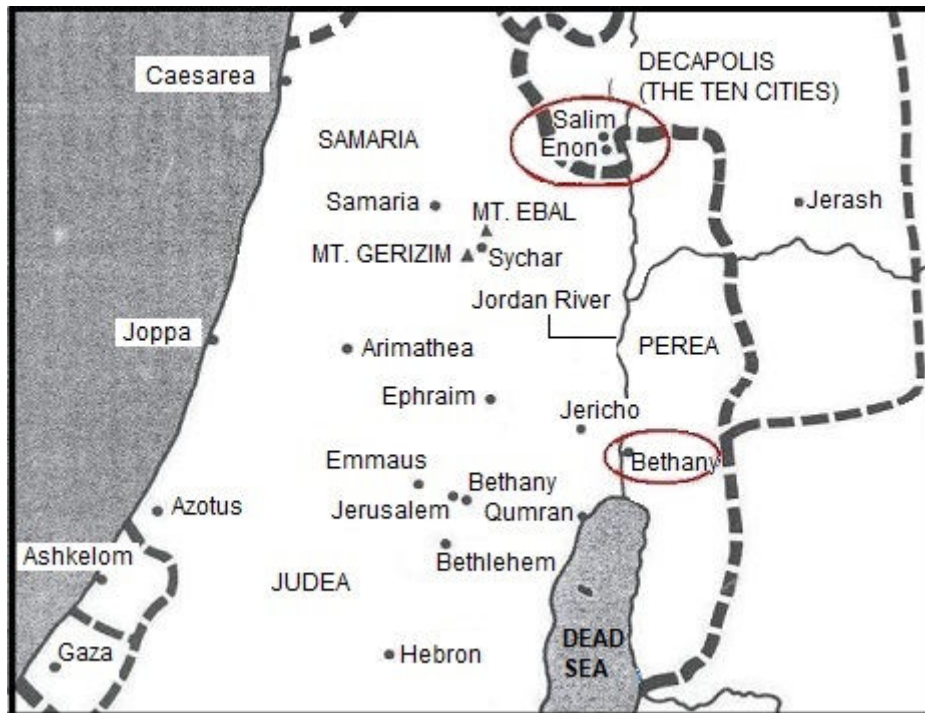 DECAPOLIS
(THE TEN CITIES)
Caesarea
Salim
Enon
SAMARIA
Samaria
Jerash
MT. EBAL
MT. GERIZIM
Sychar
Jordan River
Joppa
Arimathea
PEREA
Ephraim
Jericho
Bethany
Emmaus
Bethany
Jerusalem
Qumran
Azotus
Ashkelom
Bethlehem
JUDEA
DEAD
SEA
Gaza
Hebron